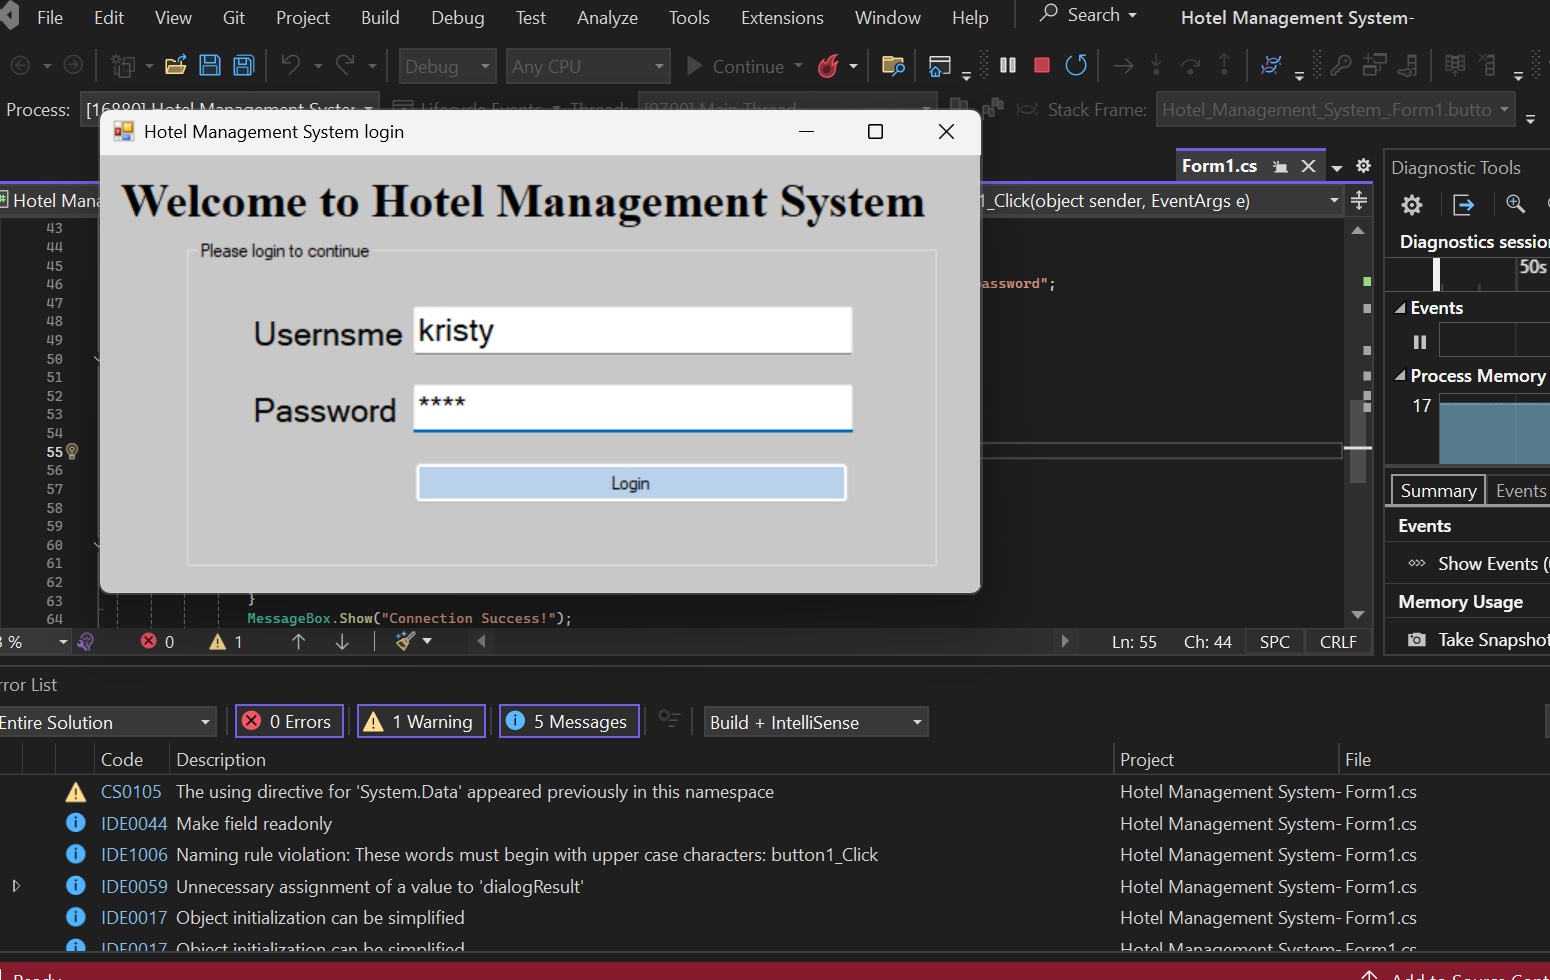 File Edit View Git Project Build Debug Test Analyze Tools Extensions Window Help Search Hotel Management System-
Debug Any CPU Continue
Process: [16880] Hotel Management System Lifecycle Events Thread: [9700] Main Thread Stack Frame: Hotel_Management_System_.Form1.butto
Hotel Management System login
Form1.cs
Diagnostic Tools
Hotel Mana
1_Click(object sender, EventArgs e)
Welcome to Hotel Management System
Please login to continue
Usernsme kristy
Password ****
Login
43
44
45
46
47
48
49
50
51
52
53
54
55
56
57
58
59
60
61
62
63
64
assword";
}
MessageBox.Show("Connection Success!");
Diagnostics session
50s
Events
Process Memory
17
Summary Events
Events
Show Events (
Memory Usage
Take Snapshot
% 0 1 Ln: 55 Ch: 44 SPC CRLF
rror List
Entire Solution 0 Errors 1 Warning 5 Messages Build + IntelliSense
Code Description Project File
CS0105 The using directive for 'System.Data' appeared previously in this namespace Hotel Management System- Form1.cs
IDE0044 Make field readonly Hotel Management System- Form1.cs
IDE1006 Naming rule violation: These words must begin with upper case characters: button1_Click Hotel Management System- Form1.cs
IDE0059 Unnecessary assignment of a value to 'dialogResult' Hotel Management System- Form1.cs
IDE0017 Object initialization can be simplified Hotel Management System- Form1.cs
IDE0017 Object initialization can be simplified Hotel Management System- Form1.cs
Ready Add to Source Cont